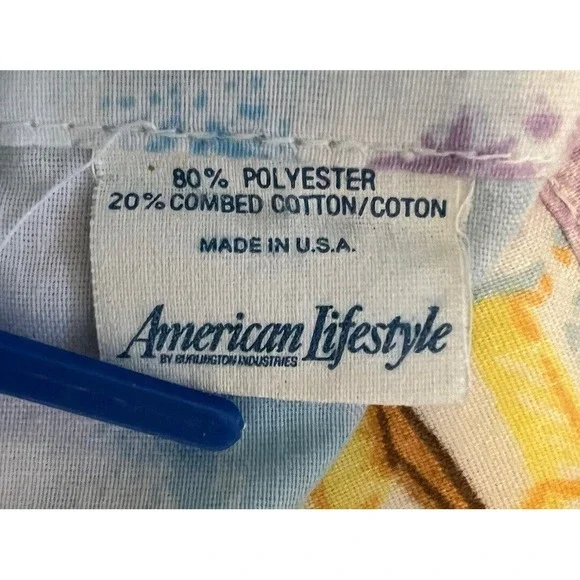 80% POLYESTER
20% COMBED COTTON/COTON
MADE IN U.S.A.
American Lifestyle
BY BURLINGTON INDUSTRIES